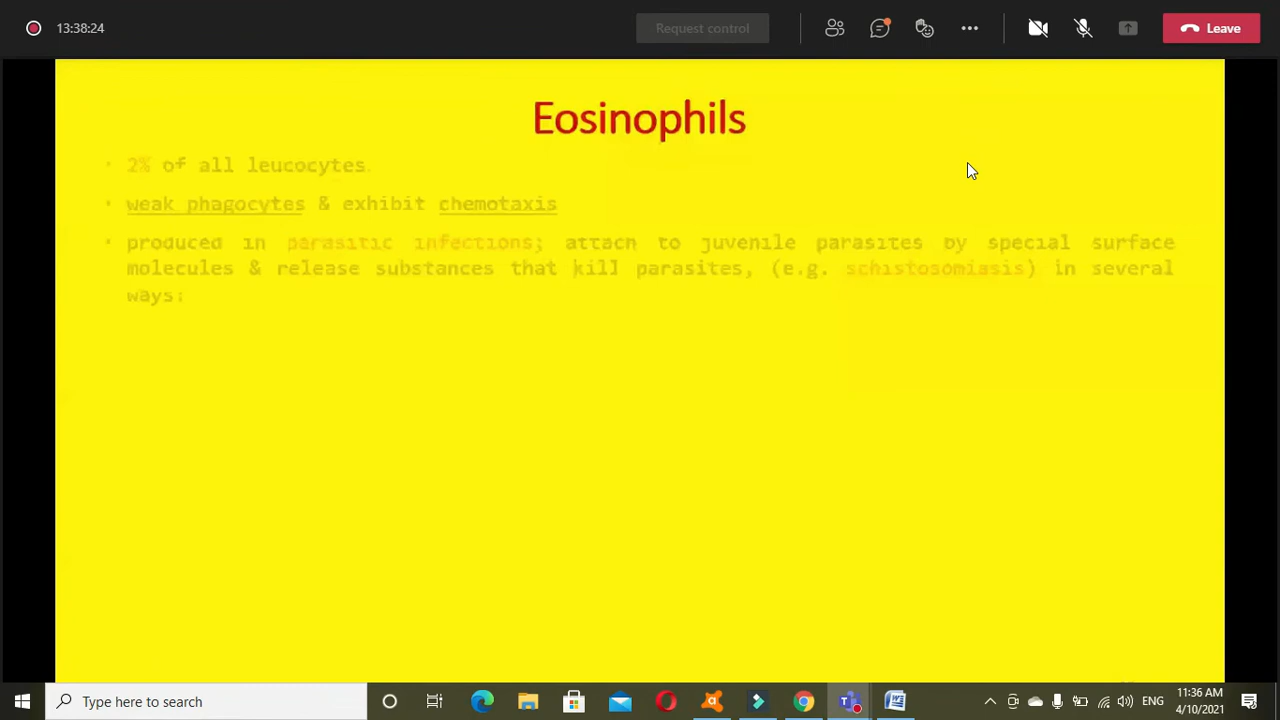 13:38:24
Request control
Leave
Eosinophils
• 2% of all leucocytes.
• weak phagocytes & exhibit chemotaxis
• produced in parasitic infections; attach to juvenile parasites by special surface
molecules & release substances that kill parasites, (e.g. schistosomiasis) in several
ways:
Type here to search
ENG
11:36 AM
4/10/2021